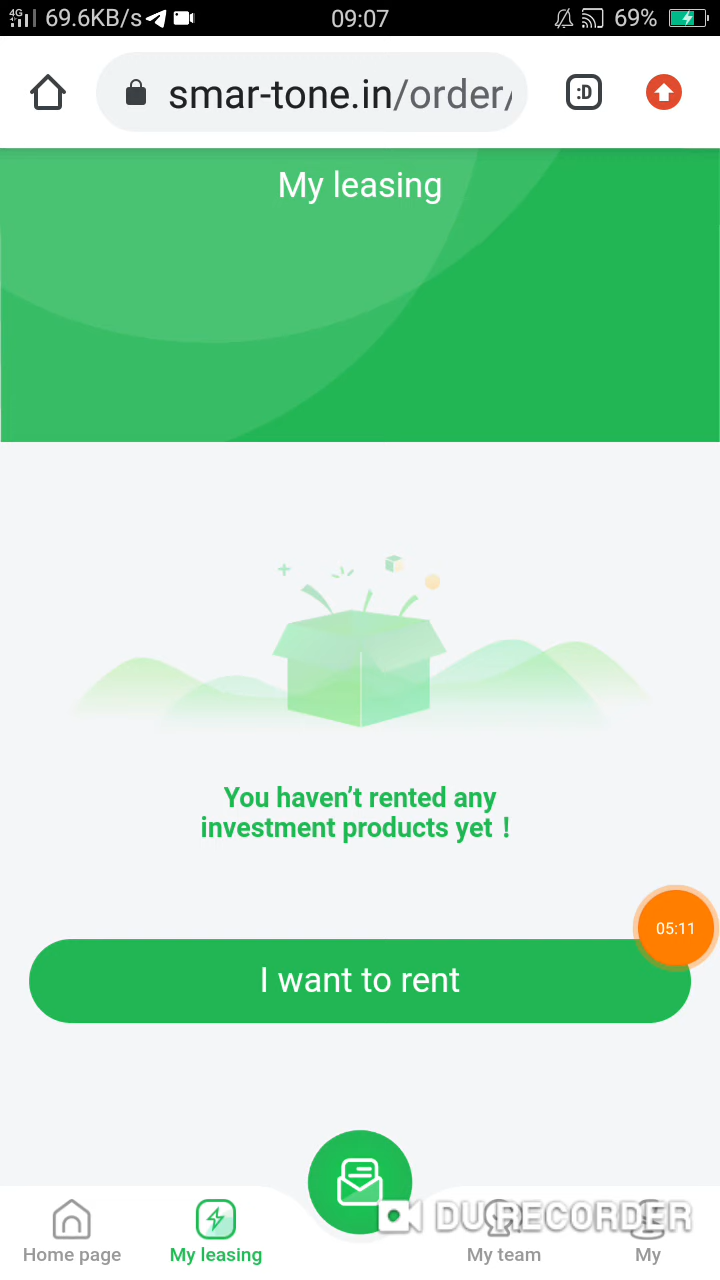 4G 69.6KB/s 09:07 69%
smar-tone.in/order/
:D
My leasing
You haven't rented any
investment products yet !
05:11
I want to rent
DU RECORDER
Home page My leasing My team My